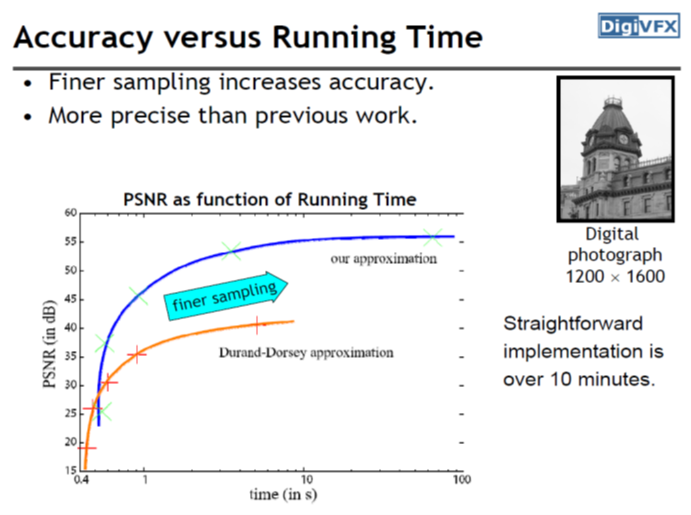 Accuracy versus Running Time
DigiVFX
• Finer sampling increases accuracy.
• More precise than previous work.
PSNR as function of Running Time
60
55
50
45
40
35
30
25
20
15
PSNR (in dB)
our approximation
finer sampling
Durand-Dorsey approximation
0.4
1
10
100
time (in s)
Digital
photograph
1200 × 1600
Straightforward
implementation is
over 10 minutes.